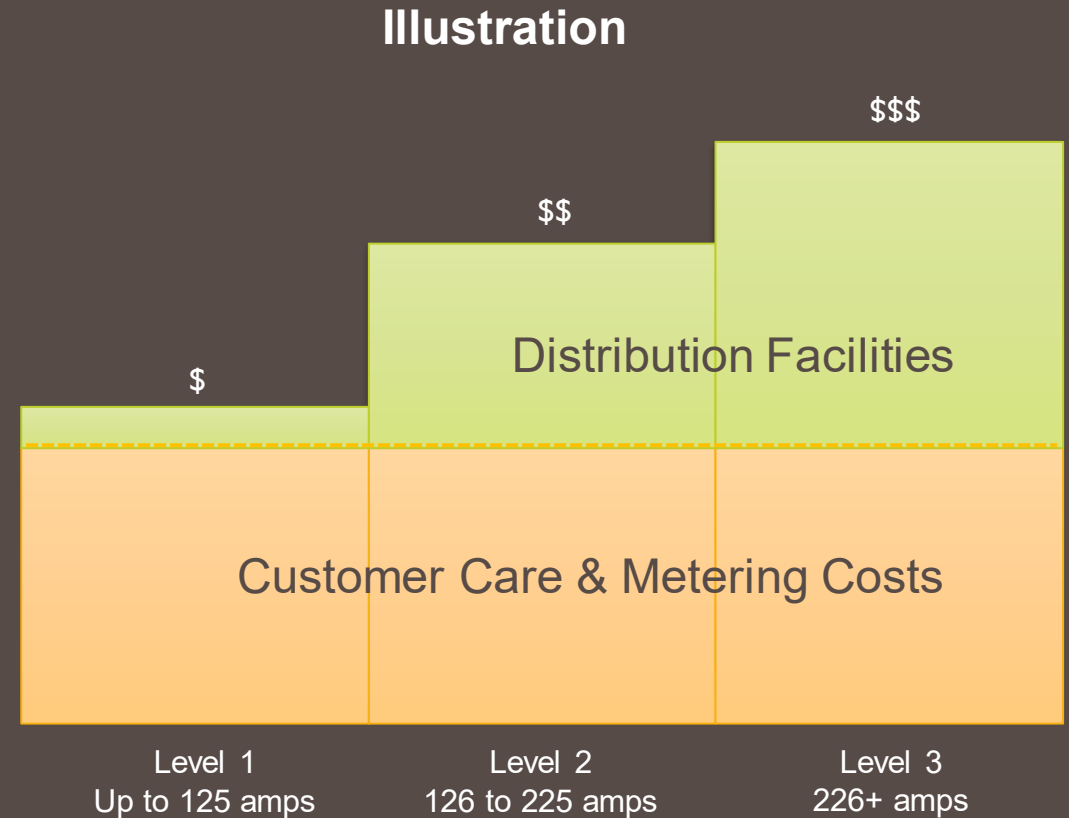 Illustration
$$$
$$
$
Distribution Facilities
Customer Care & Metering Costs
Level 1
Up to 125 amps
Level 2
126 to 225 amps
Level 3
226+ amps